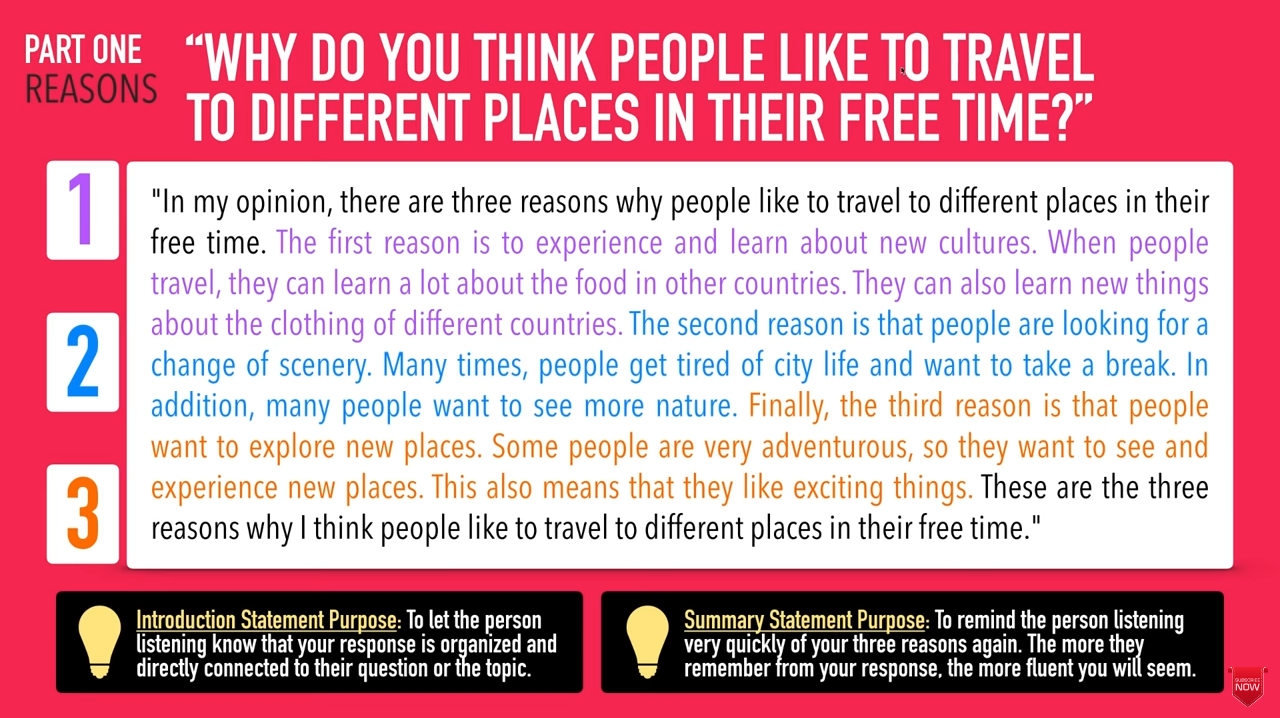 PART ONE
REASONS
“WHY DO YOU THINK PEOPLE LIKE TO TRAVEL
TO DIFFERENT PLACES IN THEIR FREE TIME?”
1
2
3
"In my opinion, there are three reasons why people like to travel to different places in their
free time. The first reason is to experience and learn about new cultures. When people
travel, they can learn a lot about the food in other countries. They can also learn new things
about the clothing of different countries. The second reason is that people are looking for a
change of scenery. Many times, people get tired of city life and want to take a break. In
addition, many people want to see more nature. Finally, the third reason is that people
want to explore new places. Some people are very adventurous, so they want to see and
experience new places. This also means that they like exciting things. These are the three
reasons why I think people like to travel to different places in their free time."
Introduction Statement Purpose: To let the person
listening know that your response is organized and
directly connected to their question or the topic.
Summary Statement Purpose: To remind the person listening
very quickly of your three reasons again. The more they
remember from your response, the more fluent you will seem.
SUBSCRIBE
NOW